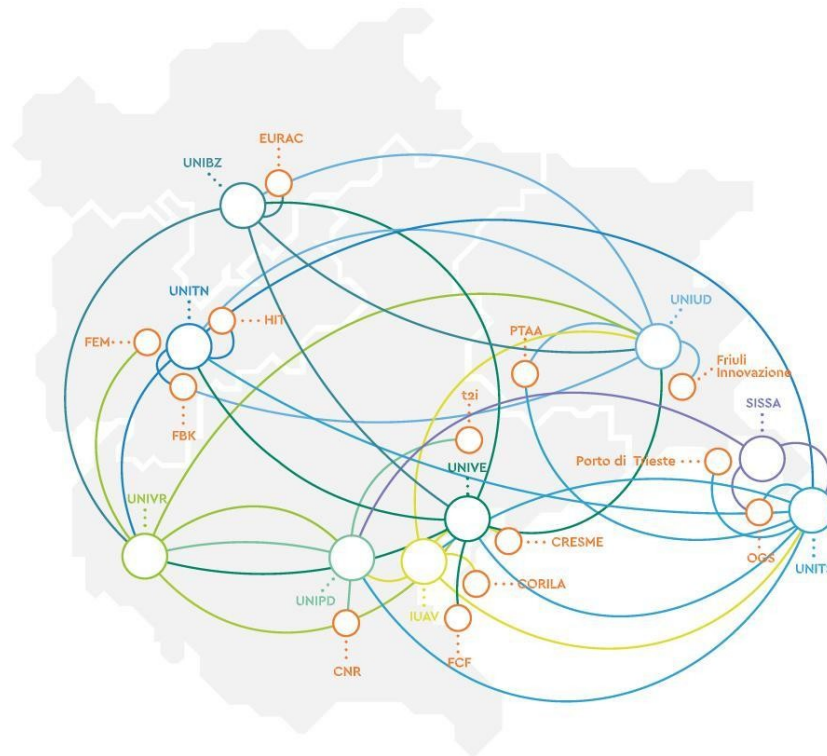 EURAC
UNIBZ
UNITN
HIT
FEM
FBK
PTAA
UNIUD
Friuli
Innovazione
t2i
SISSA
UNIVE
Porto di Trieste
UNIVR
CRESME
OGS
UNITS
CORILA
UNIPD
IUAV
CNR
FCF